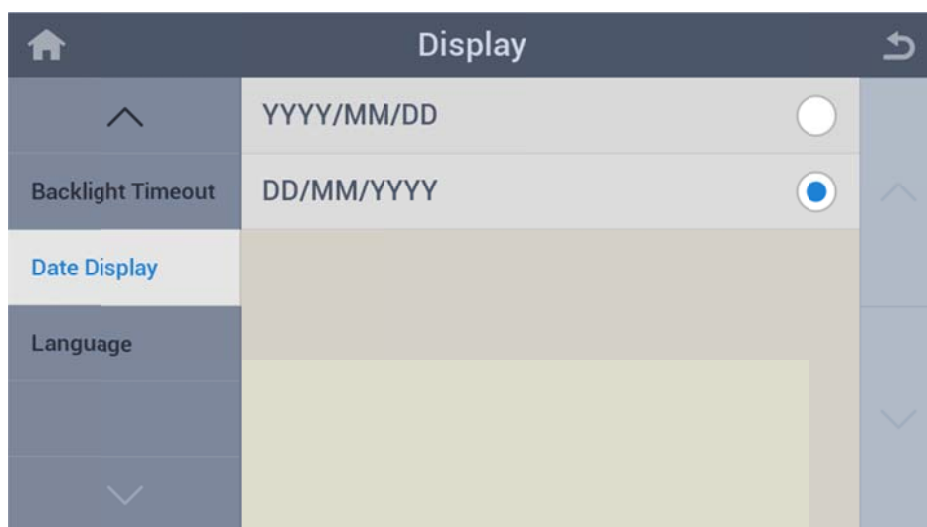 Display
YYYY/MM/DD
Backlight Timeout
DD/MM/YYYY
Date Display
Language